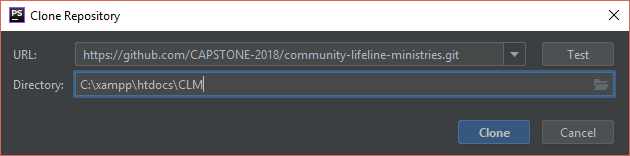 PS Clone Repository
URL: https://github.com/CAPSTONE-2018/community-lifeline-ministries.git Test
Directory: C:\xampp\htdocs\CLM
Clone Cancel